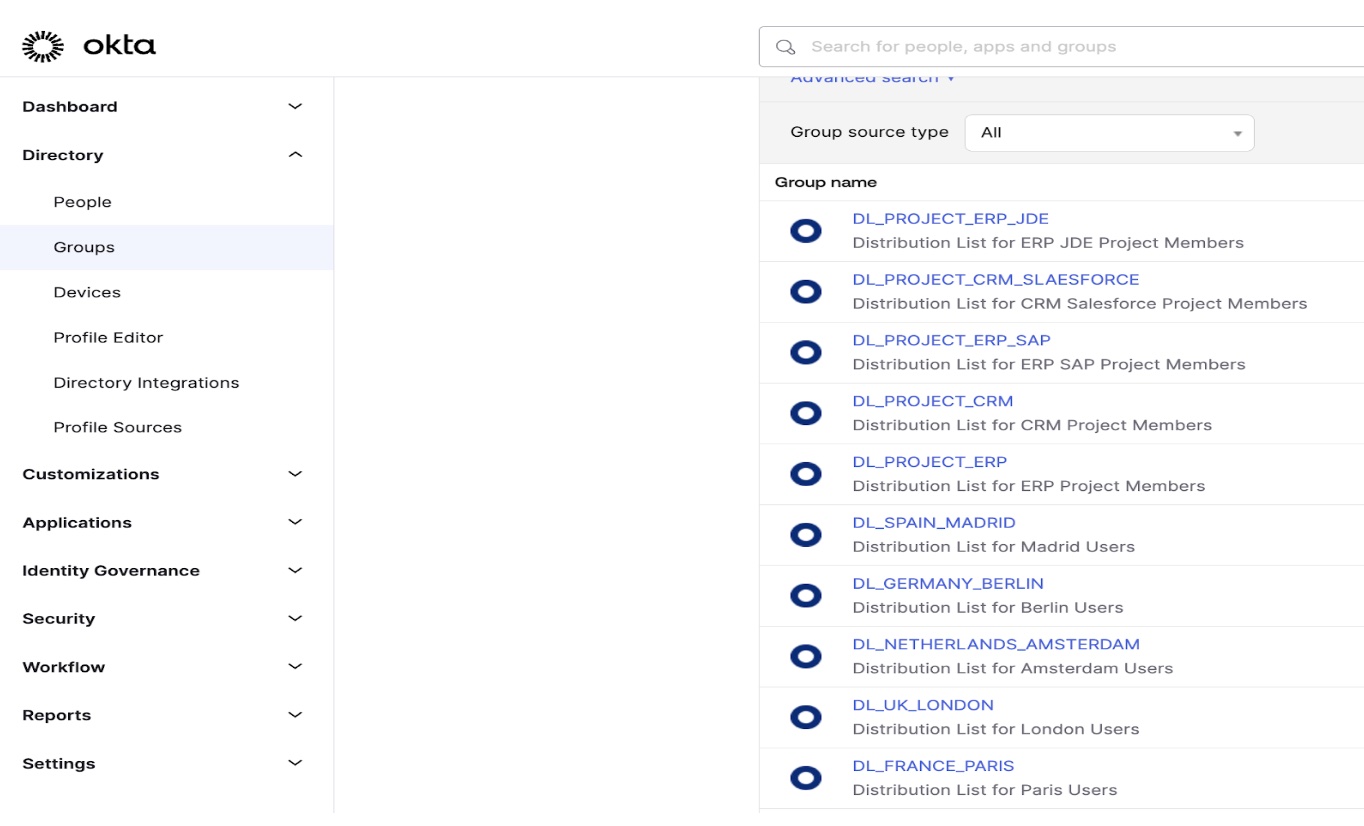 okta
Search for people, apps and groups
Dashboard
Directory
People
Groups
Devices
Profile Editor
Directory Integrations
Profile Sources
Customizations
Applications
Identity Governance
Security
Workflow
Reports
Settings
Advanced search
Group source type All
Group name
DL_PROJECT_ERP_JDE
Distribution List for ERP JDE Project Members
DL_PROJECT_CRM_SLAESFORCE
Distribution List for CRM Salesforce Project Members
DL_PROJECT_ERP_SAP
Distribution List for ERP SAP Project Members
DL_PROJECT_CRM
Distribution List for CRM Project Members
DL_PROJECT_ERP
Distribution List for ERP Project Members
DL_SPAIN_MADRID
Distribution List for Madrid Users
DL_GERMANY_BERLIN
Distribution List for Berlin Users
DL_NETHERLANDS_AMSTERDAM
Distribution List for Amsterdam Users
DL_UK_LONDON
Distribution List for London Users
DL_FRANCE_PARIS
Distribution List for Paris Users